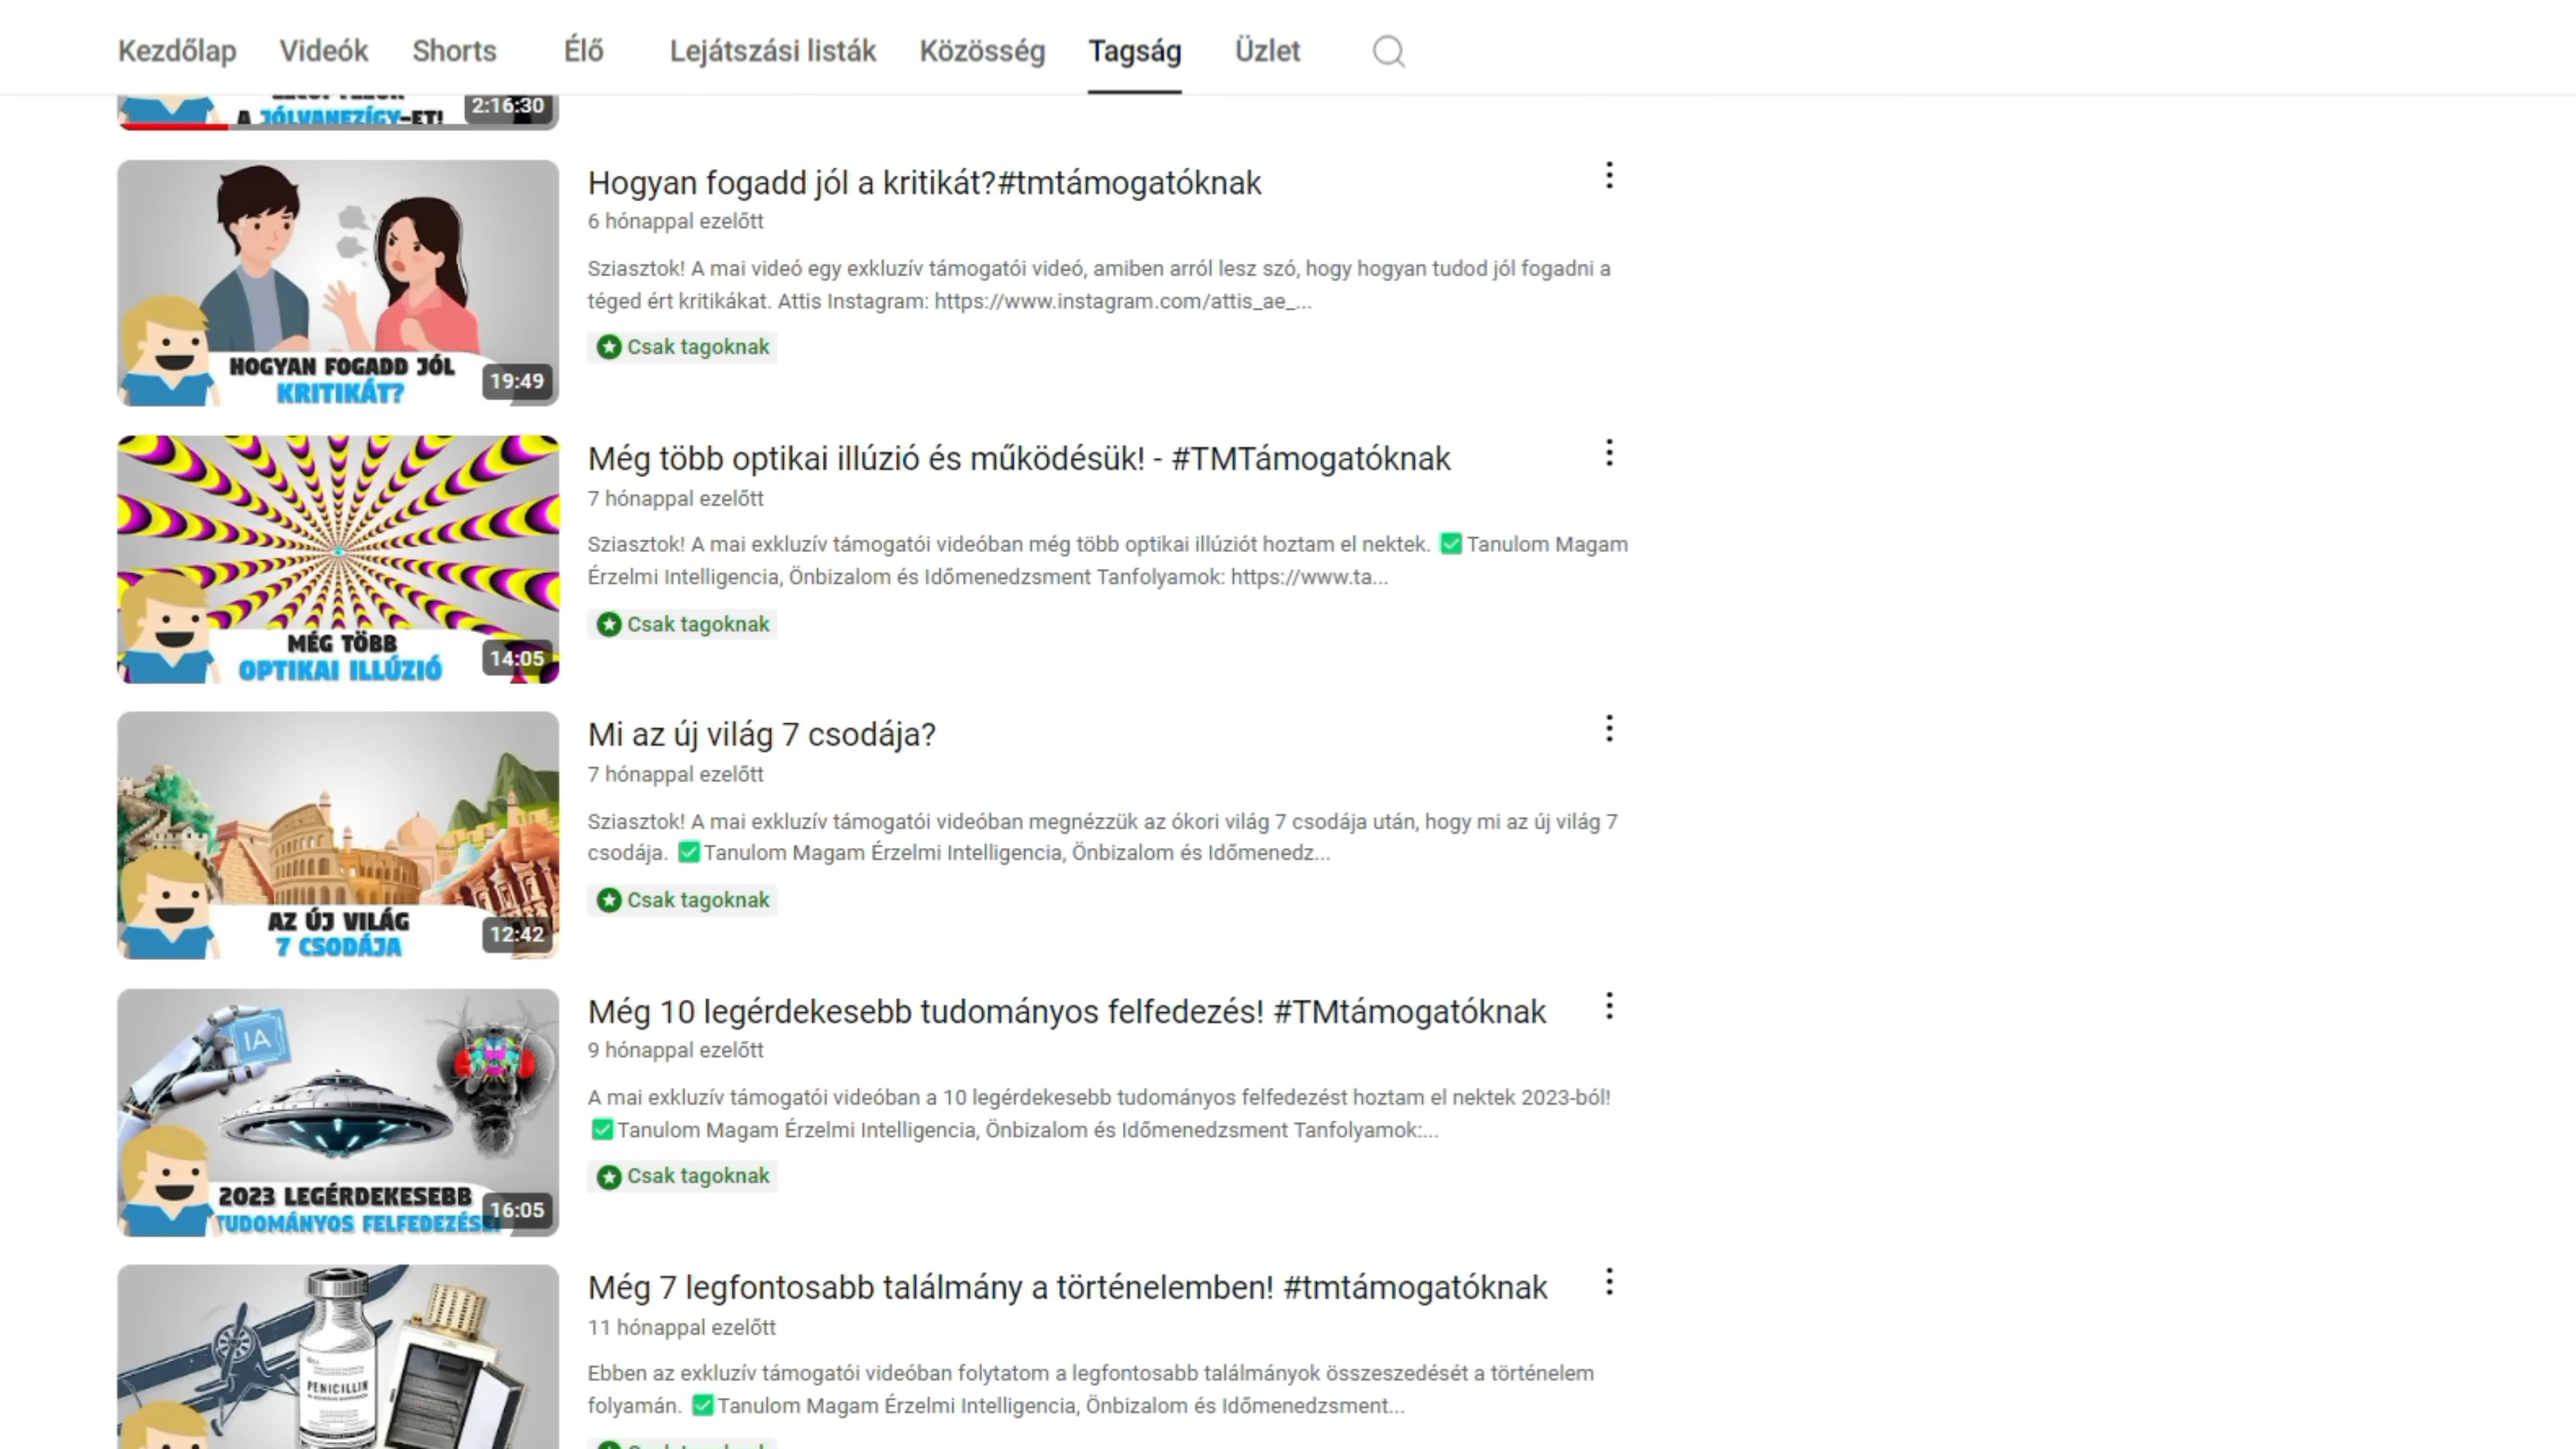 Kezdőlap Videók Shorts Élő Lejátszási listák Közösség Tagság Üzlet
A JÓLVANEZÍGY-ET!
2:16:30
Hogyan fogadd jól a kritikát?#tmtámogatóknak
6 hónappal ezelőtt
Sziasztok! A mai videó egy exkluzív támogatói videó, amiben arról lesz szó, hogy hogyan tudod jól fogadni a
téged ért kritikákat. Attis Instagram: https://www.instagram.com/attis_ae_...
Csak tagoknak
HOGYAN FOGADD JÓL
KRITIKÁT?
19:49
Még több optikai illúzió és működésük! - #TMTámogatóknak
7 hónappal ezelőtt
Sziasztok! A mai exkluzív támogatói videóban még több optikai illúziót hoztam el nektek. ✅ Tanulom Magam
Érzelmi Intelligencia, Önbizalom és Időmenedzsment Tanfolyamok: https://www.ta...
Csak tagoknak
MÉG TÖBB
OPTIKAI ILLÚZIÓ
14:05
Mi az új világ 7 csodája?
7 hónappal ezelőtt
Sziasztok! A mai exkluzív támogatói videóban megnézzük az ókori világ 7 csodája után, hogy mi az új világ 7
csodája. ✅ Tanulom Magam Érzelmi Intelligencia, Önbizalom és Időmenedz...
Csak tagoknak
AZ ÚJ VILÁG
7 CSODÁJA
12:42
Még 10 legérdekesebb tudományos felfedezés! #TMtámogatóknak
9 hónappal ezelőtt
A mai exkluzív támogatói videóban a 10 legérdekesebb tudományos felfedezést hoztam el nektek 2023-ból!
✅ Tanulom Magam Érzelmi Intelligencia, Önbizalom és Időmenedzsment Tanfolyamok:...
Csak tagoknak
IA
2023 LEGÉRDEKESEBB
TUDOMÁNYOS FELFEDEZÉSEI
16:05
Még 7 legfontosabb találmány a történelemben! #tmtámogatóknak
11 hónappal ezelőtt
Ebben az exkluzív támogatói videóban folytatom a legfontosabb találmányok összeszedését a történelem
folyamán. ✅ Tanulom Magam Érzelmi Intelligencia, Önbizalom és Időmenedzsment...
PENICILLIN